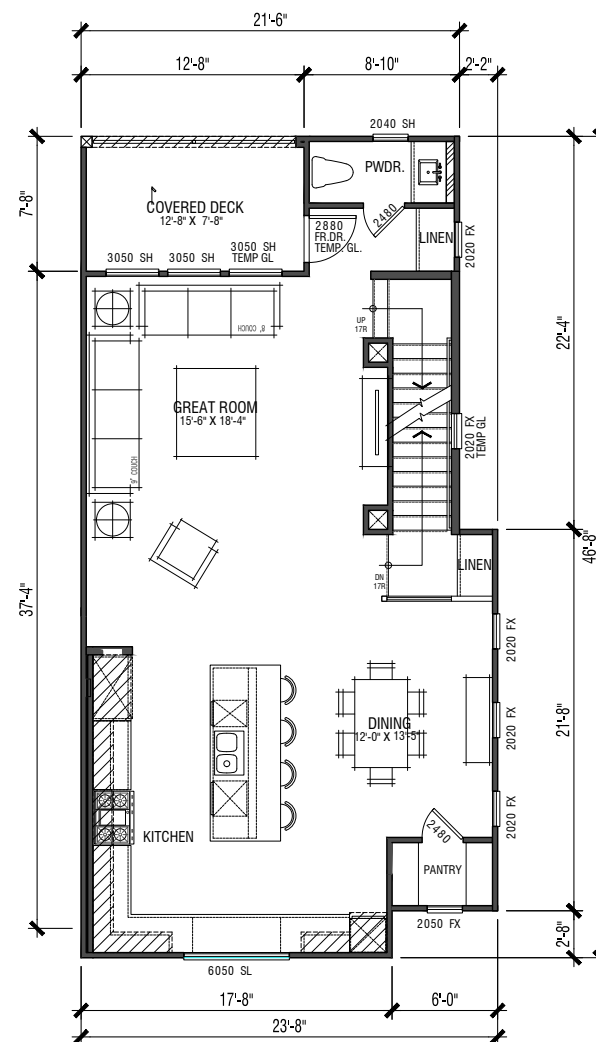 21'-6"
12'-8"
8'-10"
2'-2"
2040 SH
PWDR.
7'-8"
COVERED DECK
12'-8" X 7'-8"
2480
2880
FR.DR.
TEMP GL.
LINEN
2020 FX
3050 SH
3050 SH
3050 SH
TEMP GL
UP
17R
8' COUCH
22'-4"
GREAT ROOM
15'-6" X 18'-4"
9' COUCH
2020 FX
TEMP GL
46'-8"
37'-4"
DN
17R
LINEN
2020 FX
DINING
12'-0" X 13'-5"
2020 FX
21'-8"
2020 FX
KITCHEN
2480
PANTRY
2050 FX
2'-8"
6050 SL
17'-8"
6'-0"
23'-8"